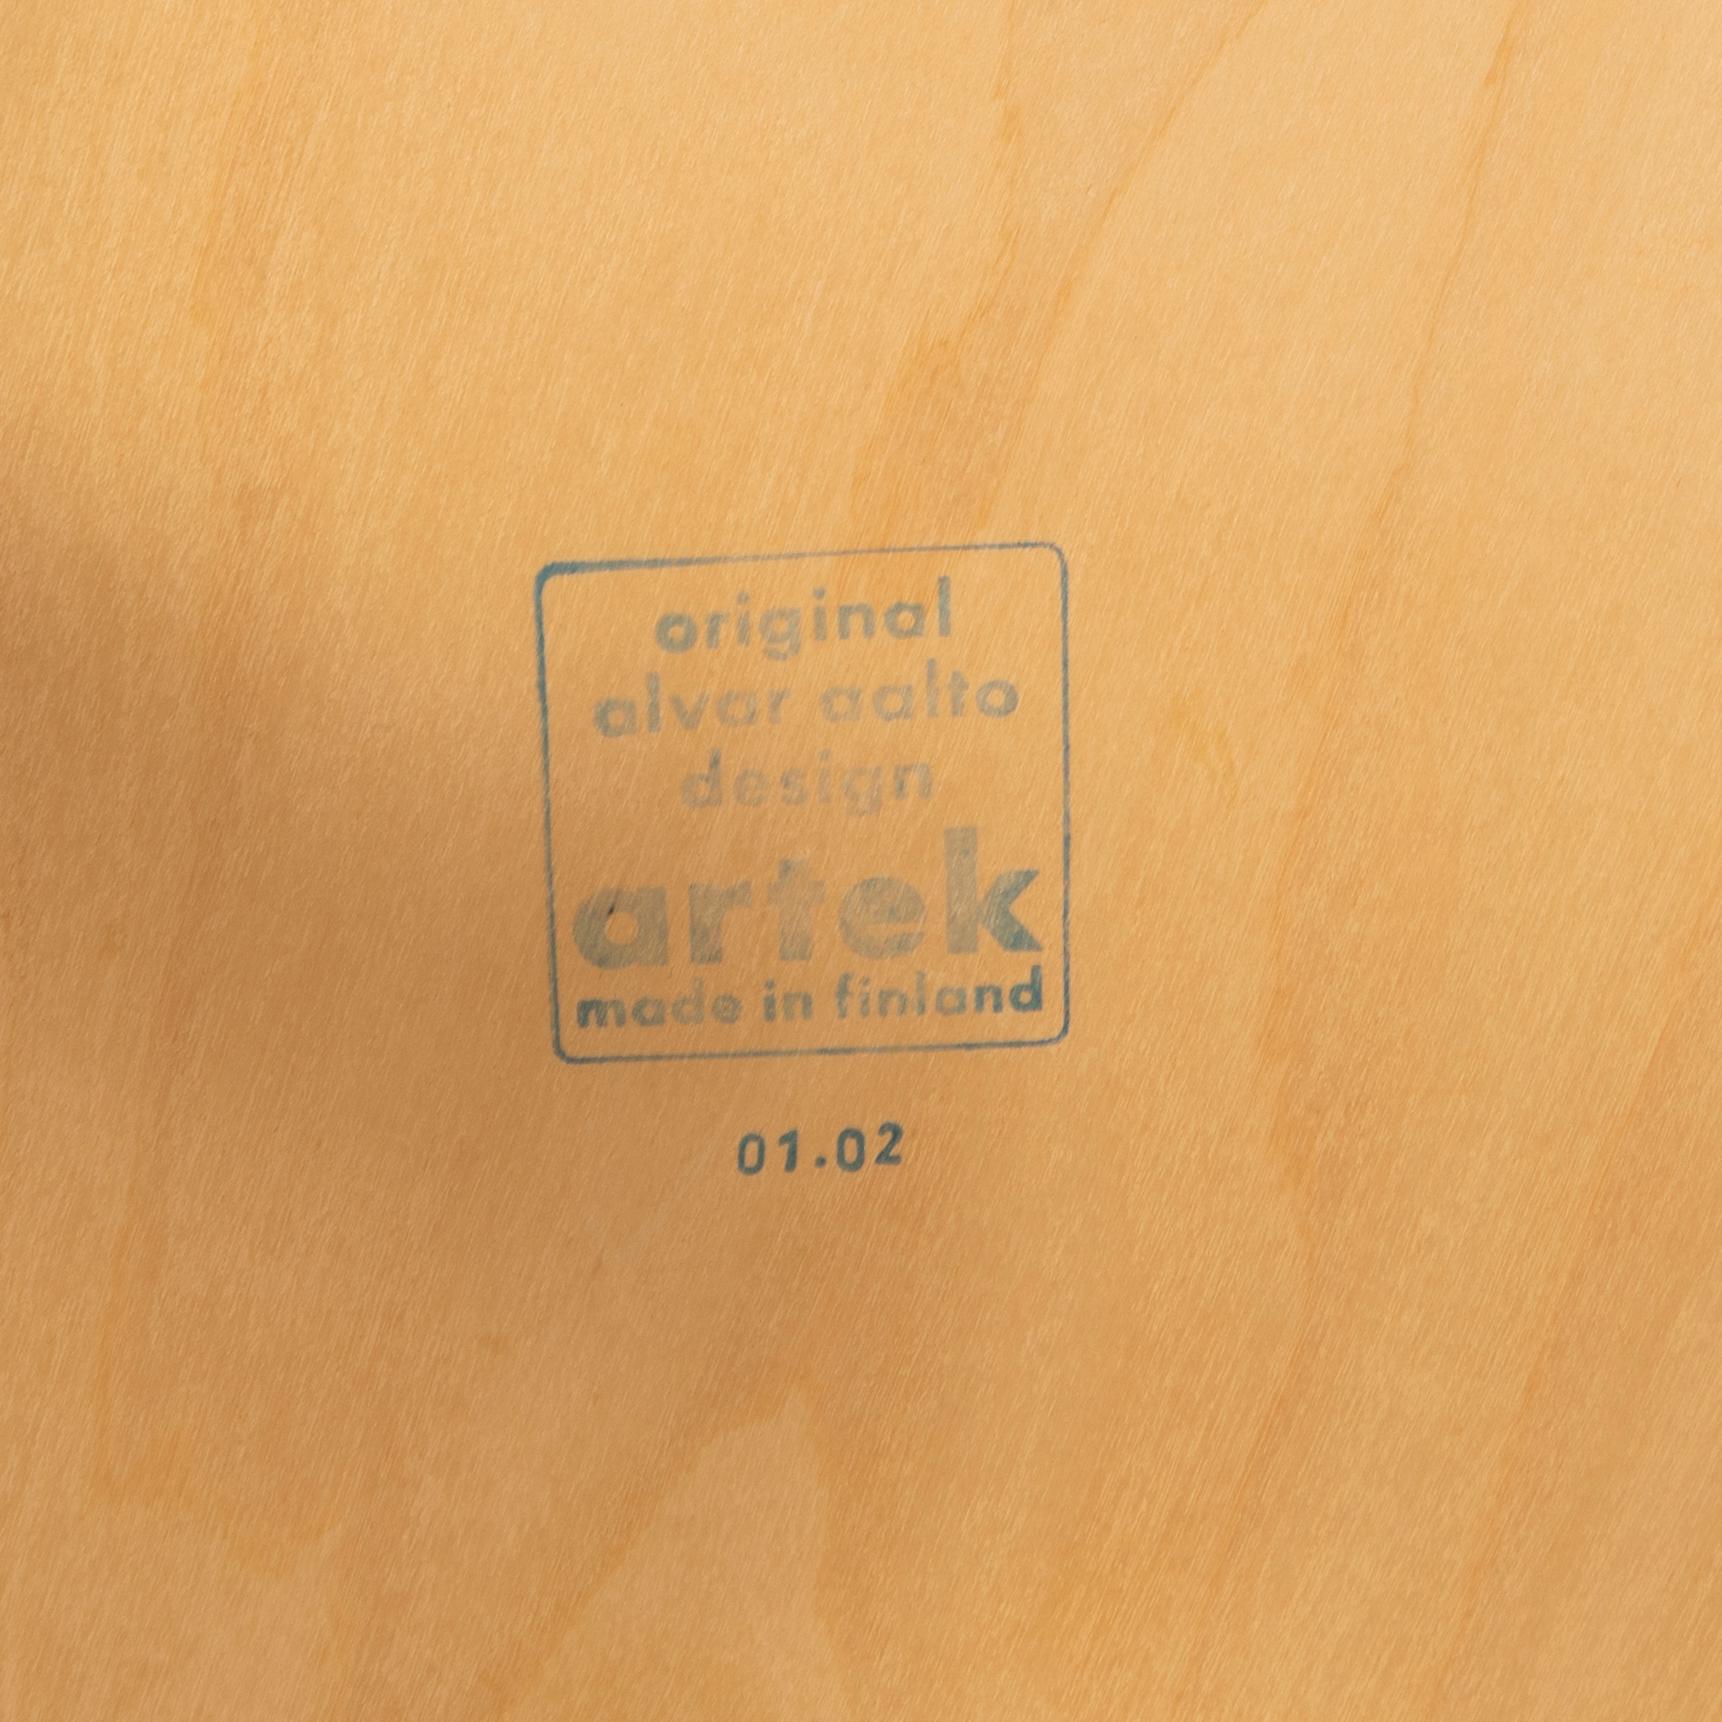 original
alvar aalto
design
artek
made in finland
01.02